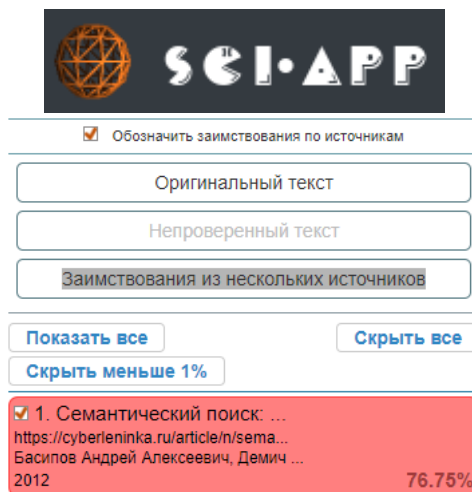 SCI·APP
Обозначить заимствования по источникам
Оригинальный текст
Непроверенный текст
Заимствования из нескольких источников
Показать все Скрыть все
Скрыть меньше 1%
1. Семантический поиск: ...
https://cyberleninka.ru/article/n/sema...
Басипов Андрей Алексеевич, Демич ...
2012 76.75%